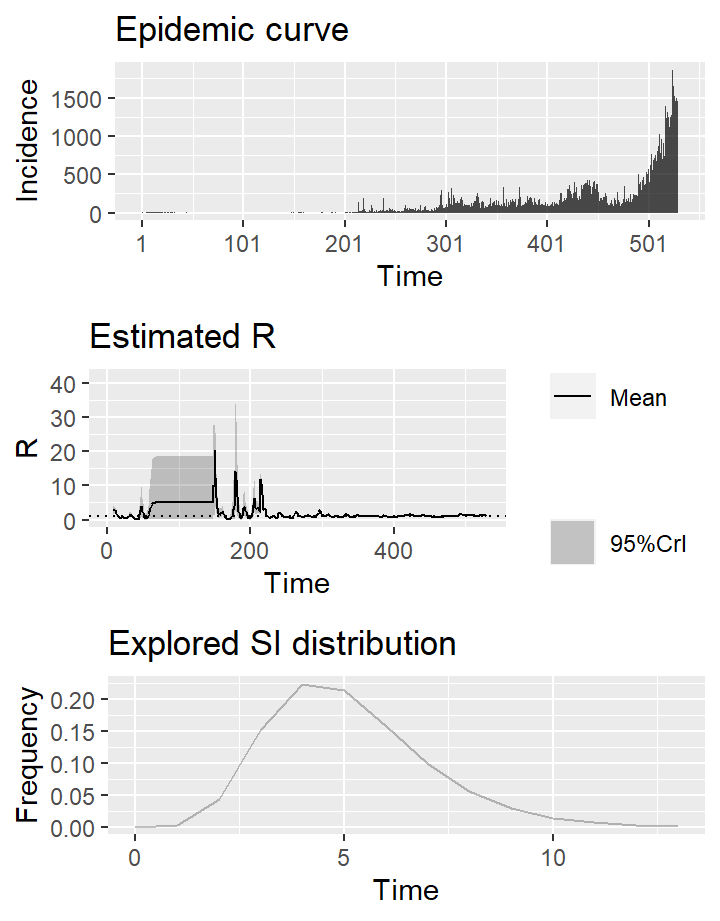 Epidemic curve
Incidence
1500
1000
500
0
1 101 201 301 401 501
Time
Estimated R
R
40
30
20
10
0
0 200 400
Time
Mean
95%CrI
Explored SI distribution
Frequency
0.20
0.15
0.10
0.05
0.00
0 5 10
Time